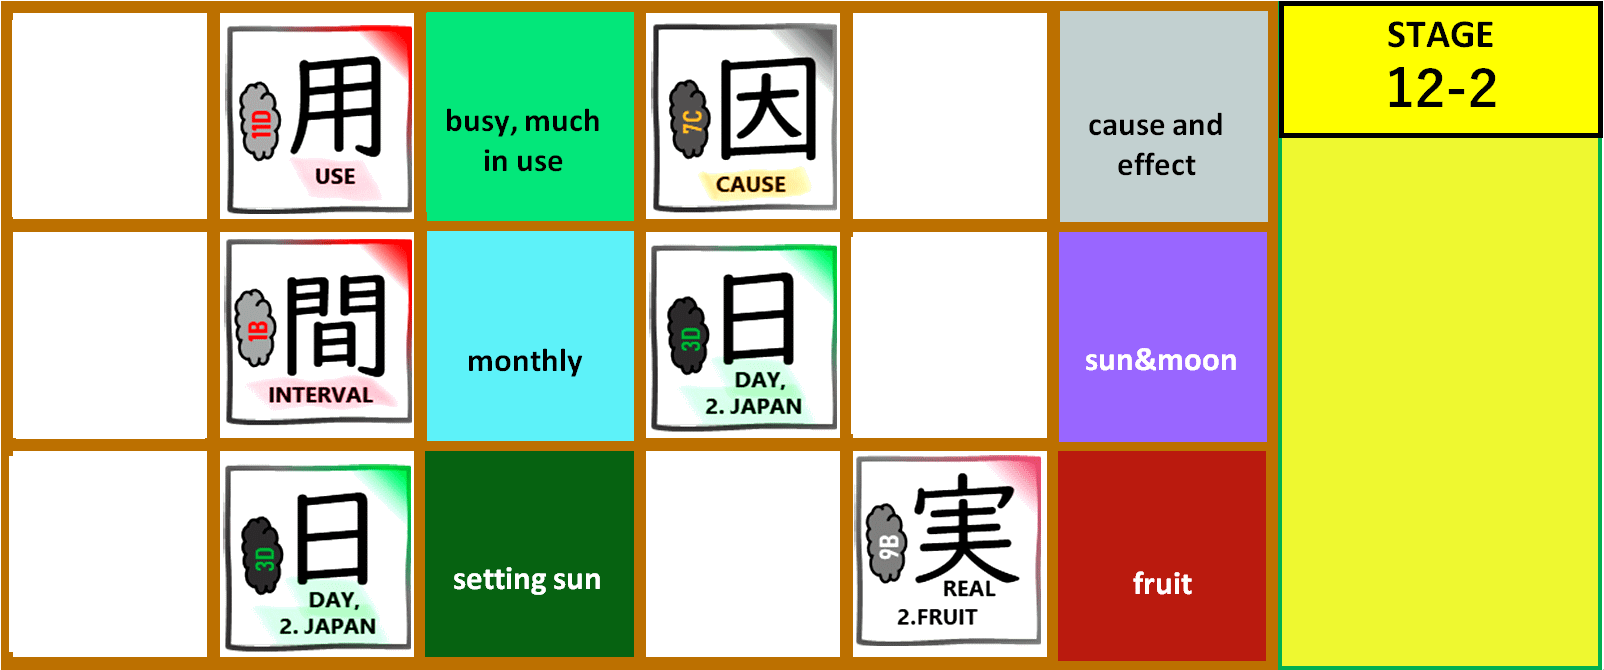 11D
用
USE
busy, much
in use
7C
因
CAUSE
cause and
effect
STAGE
12-2
1B
間
INTERVAL
monthly
3D
日
DAY,
2. JAPAN
sun&moon
3D
日
DAY,
2. JAPAN
setting sun
9B
実
REAL
2.FRUIT
fruit